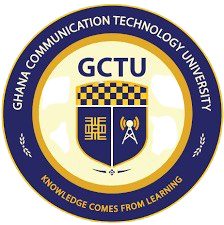 GHANA COMMUNICATION TECHNOLOGY UNIVERSITY
GCTU
KNOWLEDGE COMES FROM LEARNING